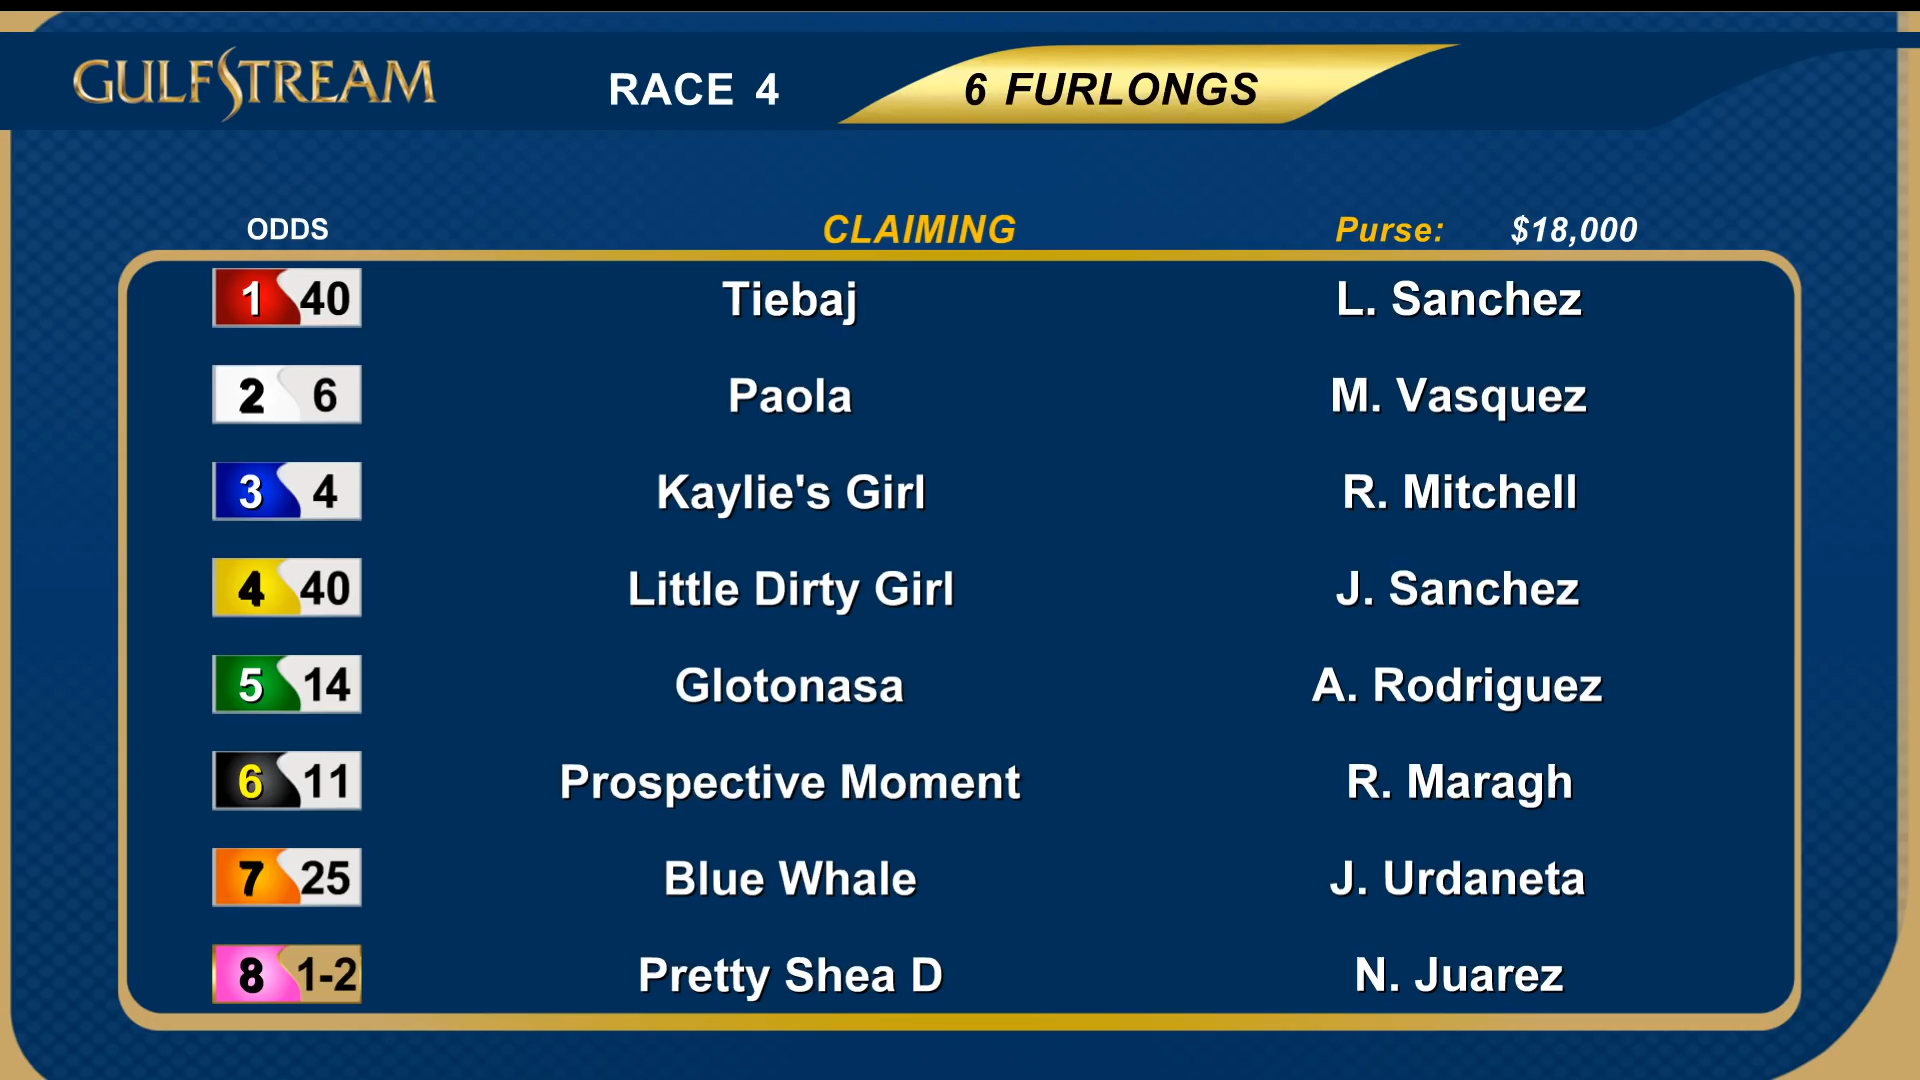 GULFSTREAM RACE 4 6 FURLONGS
ODDS CLAIMING Purse: $18,000
1 40 Tiebaj L. Sanchez
2 6 Paola M. Vasquez
3 4 Kaylie's Girl R. Mitchell
4 40 Little Dirty Girl J. Sanchez
5 14 Glotonasa A. Rodriguez
6 11 Prospective Moment R. Maragh
7 25 Blue Whale J. Urdaneta
8 1-2 Pretty Shea D N. Juarez